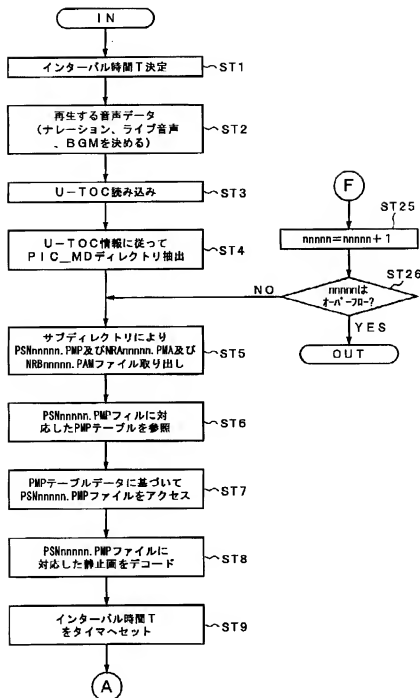 IN
インターバル時間T決定
ST1
再生する音声データ
(ナレーション、ライブ音声
、BGMを決める)
ST2
U−TOC読み込み
ST3
U−TOC情報に従って
PIC__MDディレクトリ抽出
ST4
サブディレクトリにより
PSNnnnnn.PMP及びNRAnnnnn.PMA及び
NRBnnnnn.PAMファイル取り出し
ST5
PSNnnnnn.PMPフィルに対
応したPMPテーブルを参照
ST6
PMPテーブルデータに基づいて
PSNnnnnn.PMPファイルをアクセス
ST7
PSNnnnnn.PMPファイルに
対応した静止画をデコード
ST8
インターバル時間T
をタイマへセット
ST9
A
F
ST25
nnnnn=nnnnn+1
ST26
nnnnnは
オーバーフロー?
NO
YES
OUT